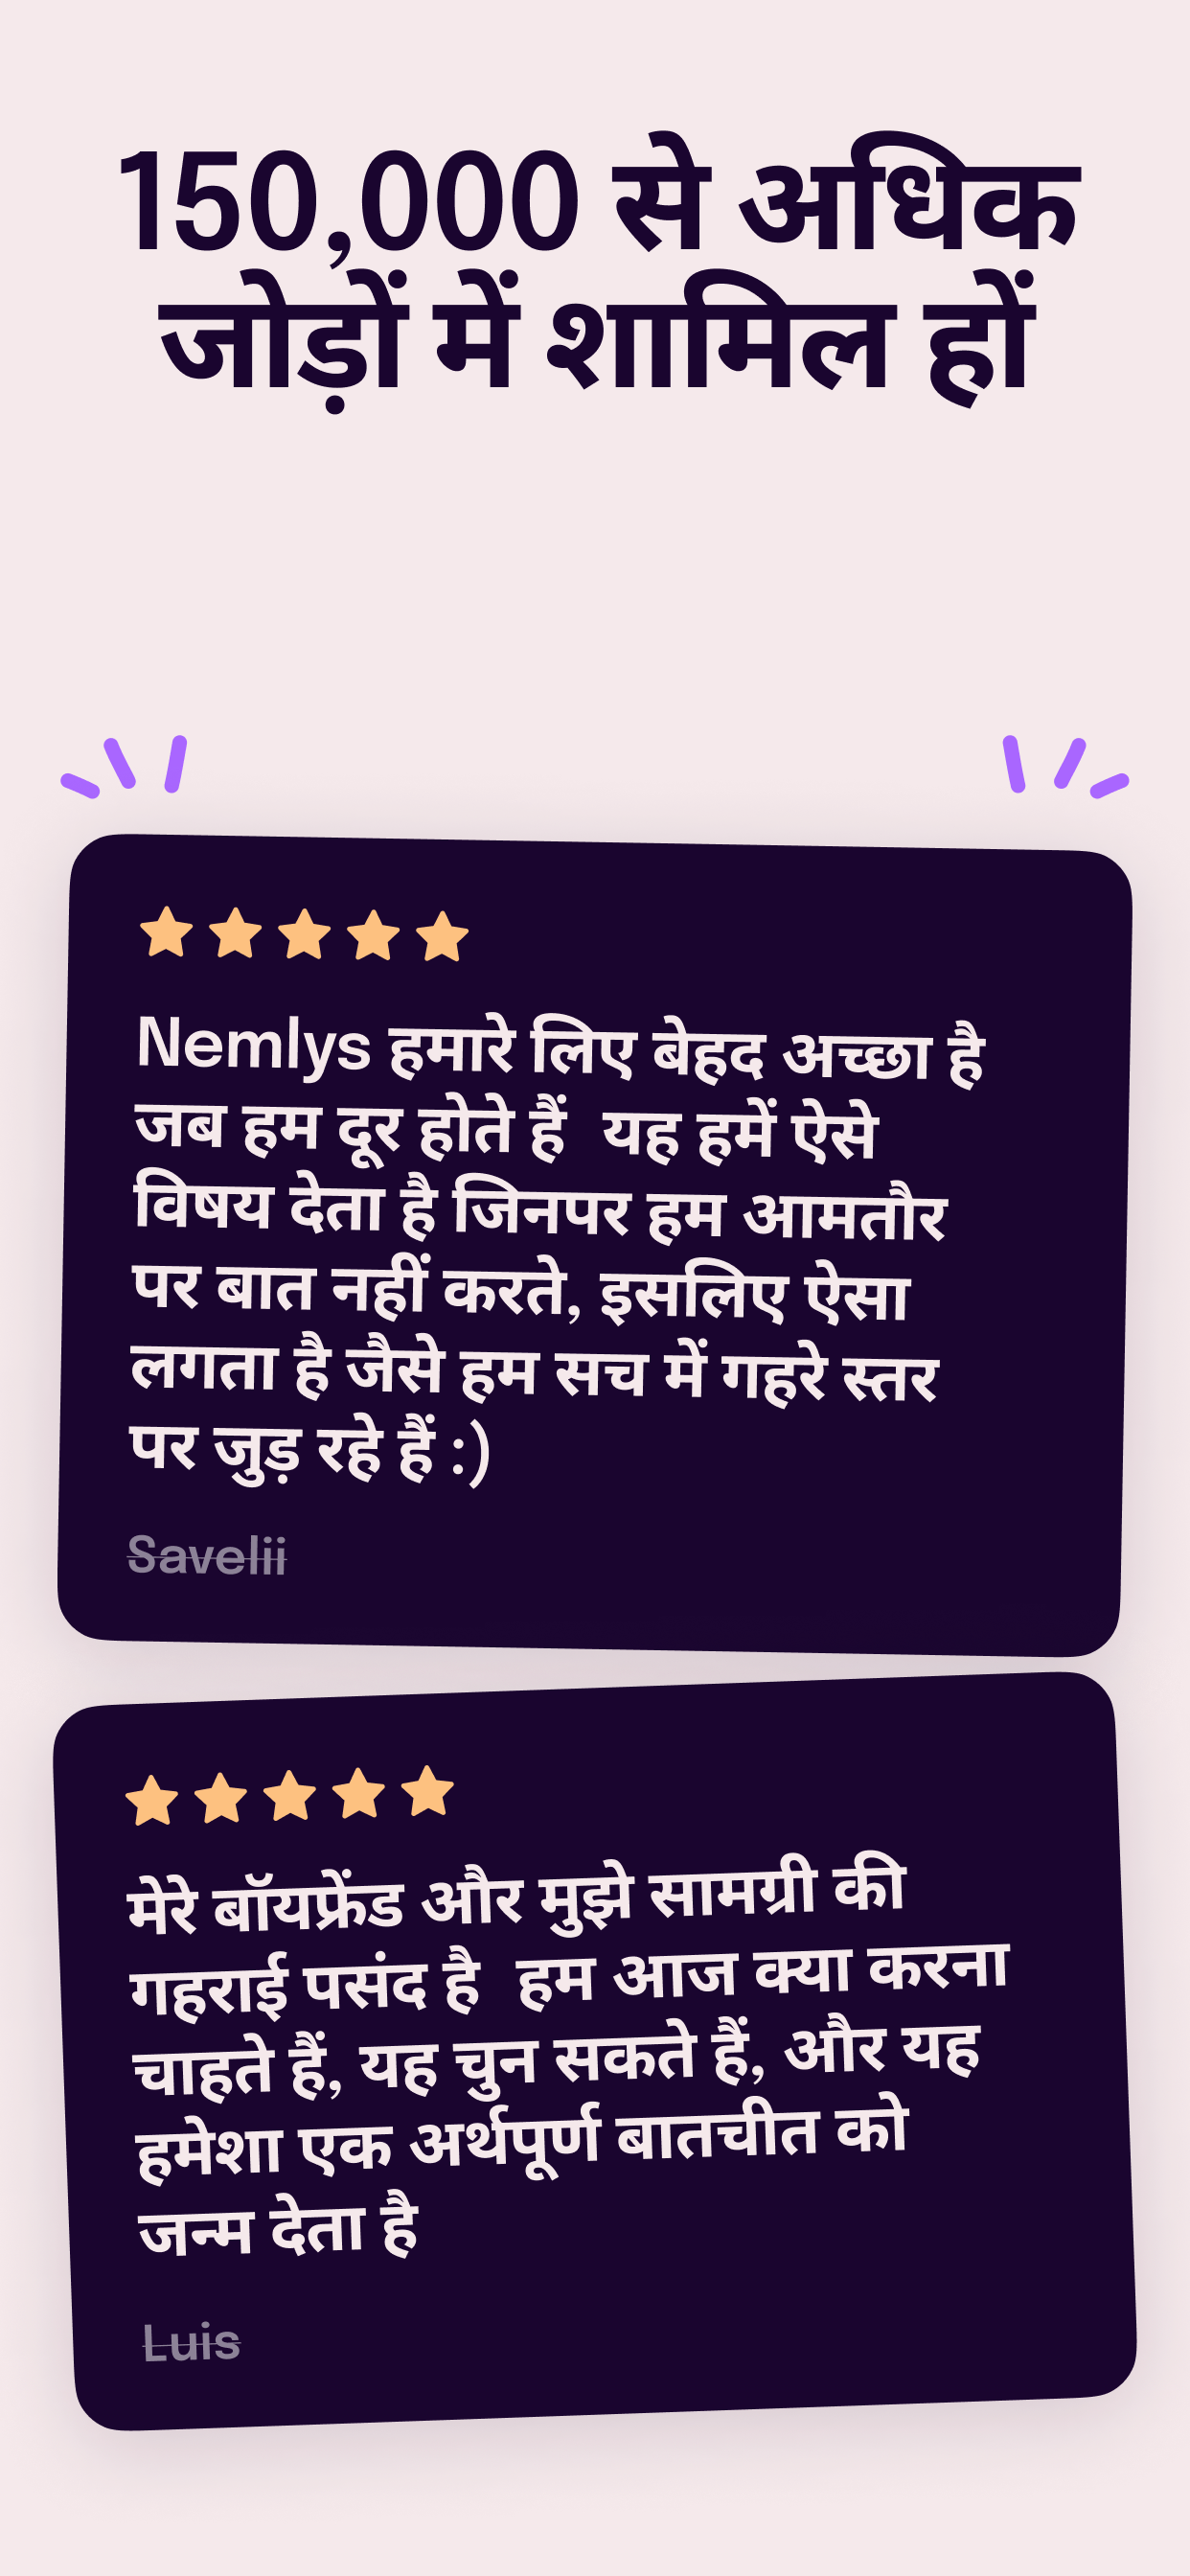 150,000 से अधिक
जोड़ों में शामिल हों
Nemlys हमारे लिए बेहद अच्छा है
जब हम दूर होते हैं यह हमें ऐसे
विषय देता है जिनपर हम आमतौर
पर बात नहीं करते, इसलिए ऐसा
लगता है जैसे हम सच में गहरे स्तर
पर जुड़ रहे हैं :)
Savelii
मेरे बॉयफ्रेंड और मुझे सामग्री की
गहराई पसंद है हम आज क्या करना
चाहते हैं, यह चुन सकते हैं, और यह
हमेशा एक अर्थपूर्ण बातचीत को
जन्म देता है
Luis